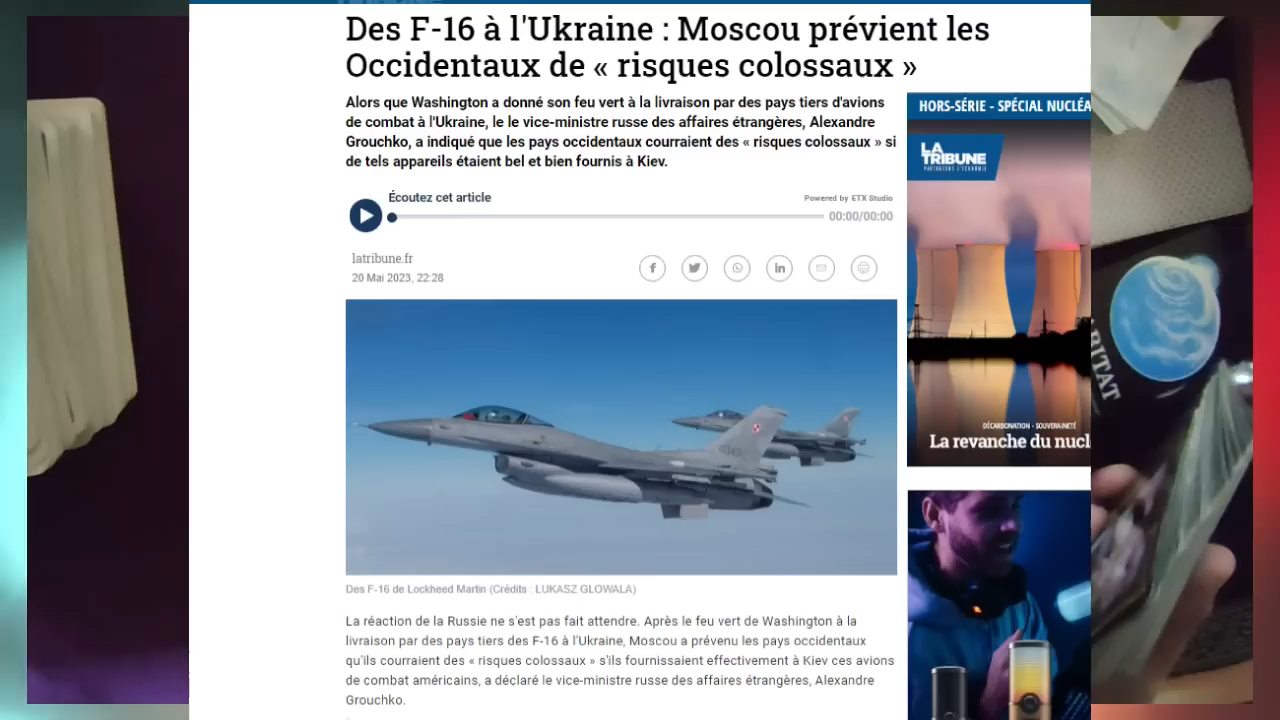 Des F-16 à l'Ukraine : Moscou prévient les
Occidentaux de « risques colossaux »
Alors que Washington a donné son feu vert à la livraison par des pays tiers d'avions
de combat à l'Ukraine, le le vice-ministre russe des affaires étrangères, Alexandre
Grouchko, a indiqué que les pays occidentaux courraient des « risques colossaux » si
de tels appareils étaient bel et bien fournis à Kiev.
Écoutez cet article
Powered by ETX Studio
00:00/00:00
latribune.fr
20 Mai 2023, 22:28
Des F-16 de Lockheed Martin (Crédits : LUKASZ GLOWALA)
La réaction de la Russie ne s'est pas fait attendre. Après le feu vert de Washington à la
livraison par des pays tiers des F-16 à l'Ukraine, Moscou a prévenu les pays occidentaux
qu'ils courraient des « risques colossaux » s'ils fournissaient effectivement à Kiev ces avions
de combat américains, a déclaré le vice-ministre russe des affaires étrangères, Alexandre
Grouchko.
HORS-SÉRIE - SPÉCIAL NUCLÉA
LA
TRIBUNE
PARTAGEONS L'ÉCONOMIE
DÉCARBONATION - SOUVERAINETÉ
La revanche du nucl
BITAT